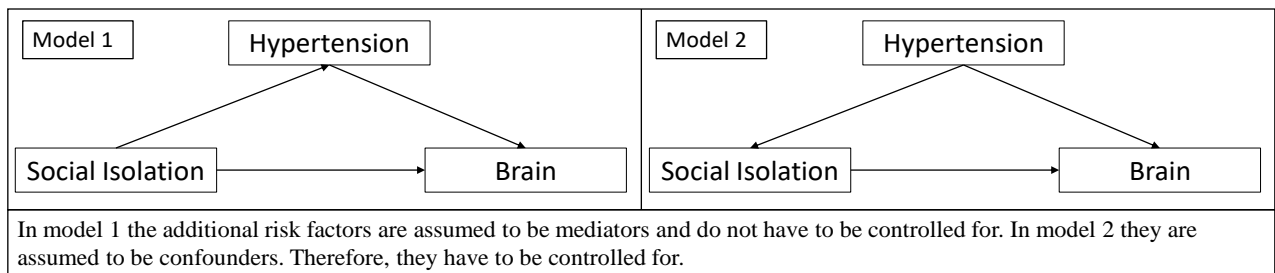 Model 1
Hypertension
Social Isolation
Brain
Model 2
Hypertension
Social Isolation
Brain
In model 1 the additional risk factors are assumed to be mediators and do not have to be controlled for. In model 2 they are
assumed to be confounders. Therefore, they have to be controlled for.